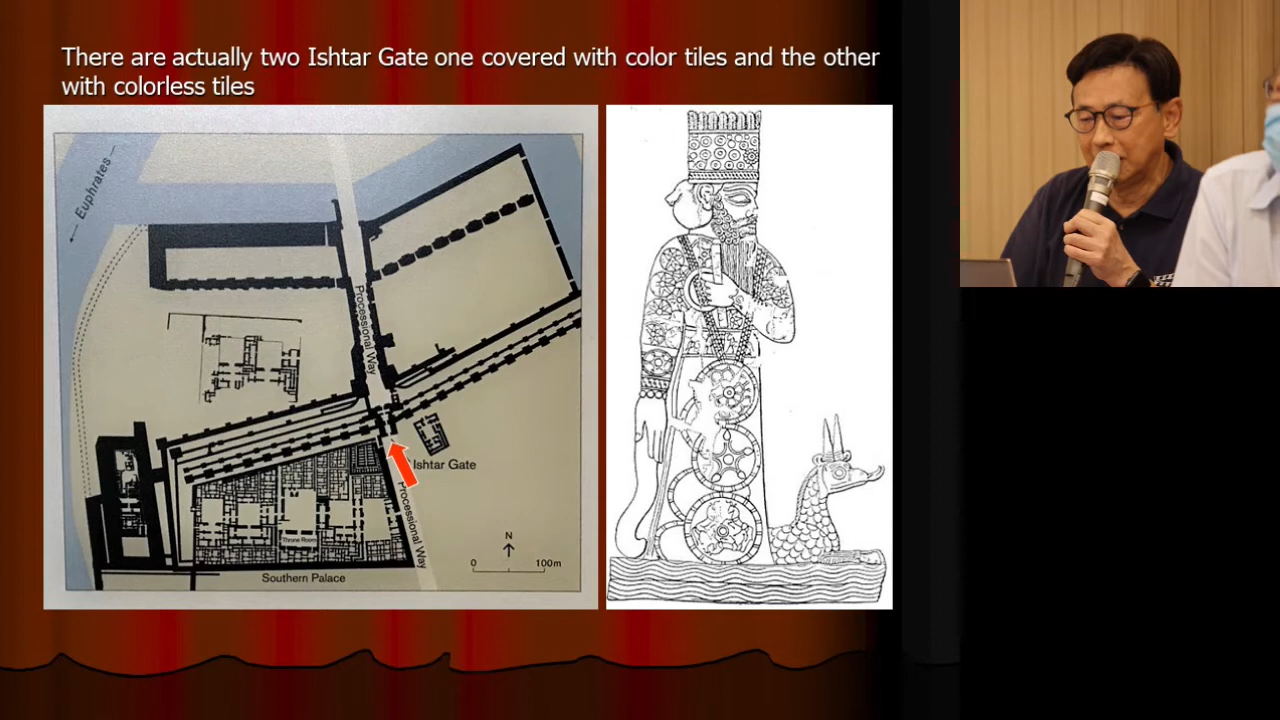 There are actually two Ishtar Gate one covered with color tiles and the other
with colorless tiles
Euphrates
Processional Way
Ishtar Gate
Processional Way
Throne Room
N
0 100m
Southern Palace